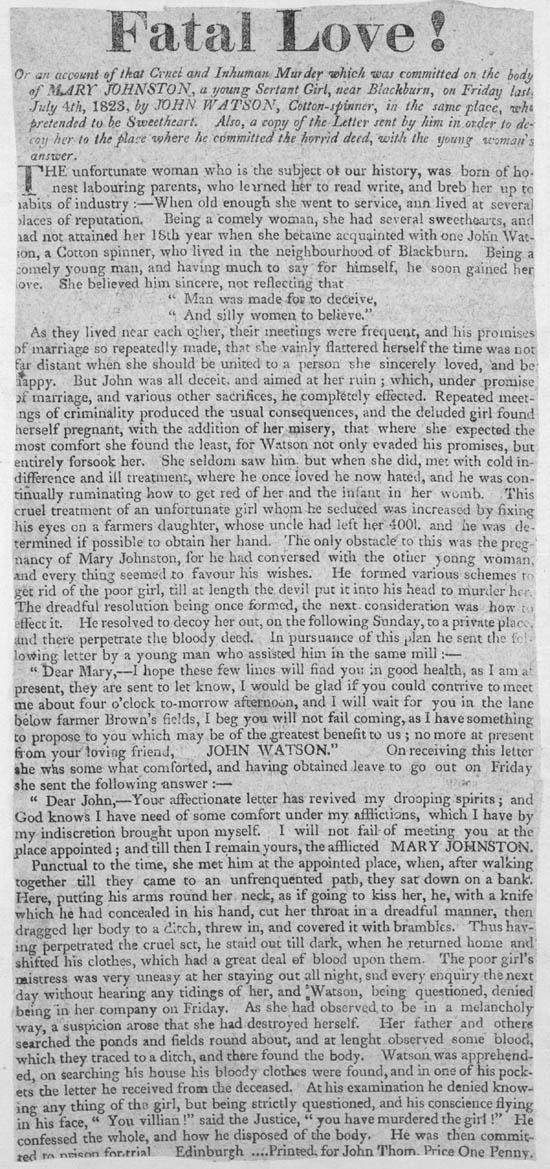 Fatal Love!
Or an account of that Cruel and Inhuman Murder which was committed on the body
of MARY JOHNSTON, a young Sertant Girl, near Blackburn, on Friday last,
July 4th, 1823, by JOHN WATSON, Cotton-spinner, in the same place, who
pretended to be Sweetheart. Also, a copy of the Letter sent by him in order to de-
coy her to the place where he committed the horrid deed, with the young woman's
answer.
THE unfortunate woman who is the subject of our history, was born of ho-
nest labouring parents, who learned her to read write, and breb her up to
habits of industry :—When old enough she went to service, ann lived at several
places of reputation. Being a comely woman, she had several sweethearts, and
had not attained her 18th year when she became acquainted with one John Wat-
son, a Cotton spinner, who lived in the neighbourhood of Blackburn. Being a
comely young man, and having much to say for himself, he soon gained her
love. She believed him sincere, not reflecting that
" Man was made for to deceive,
" And silly women to believe."
As they lived near each other, their meetings were frequent, and his promises
of marriage so repeatedly made, that she vainly flattered herself the time was not
far distant when she should be united to a person she sincerely loved, and be
happy. But John was all deceit. and aimed at her ruin ; which, under promise
of marriage, and various other sacrifices, he completely effected. Repeated meet-
ings of criminality produced the usual consequences, and the deluded girl found
herself pregnant, with the addition of her misery, that where she expected the
most comfort she found the least, for Watson not only evaded his promises, but
entirely forsook her. She seldom saw him. but when she did, met with cold in-
difference and ill treatment, where he once loved he now hated, and he was con-
tinually ruminating how to get red of her and the infant in her womb. This
cruel treatment of an unfortunate girl whom he seduced was increased by fixing
his eyes on a farmers daughter, whose uncle had left her 400l. and he was de-
termined if possible to obtain her hand. The only obstacle to this was the preg-
nancy of Mary Johnston, for he had conversed with the other young woman,
and every thing seemed to favour his wishes. He formed various schemes to
get rid of the poor girl, till at length the devil put it into his head to murder her.
The dreadful resolution being once formed, the next consideration was how to
effect it. He resolved to decoy her out, on the following Sunday, to a private place,
and there perpetrate the bloody deed. In pursuance of this plan he sent the fol-
lowing letter by a young man who assisted him in the same mill :—
" Dear Mary,—I hope these few lines will find you in good health, as I am at
present, they are sent to let know, I would be glad if you could contrive to meet
me about four o'clock to-morrow afternoon, and I will wait for you in the lane
below farmer Brown's fields, I beg you will not fail coming, as I have something
to propose to you which may be of the greatest benefit to us ; no more at present
from your loving friend, JOHN WATSON." On receiving this letter
she was some what comforted, and having obtained leave to go out on Friday
she sent the following answer :—
" Dear John,—Your affectionate letter has revived my drooping spirits ; and
God knows I have need of some comfort under my afflictions, which I have by
my indiscretion brought upon myself. I will not fail of meeting you at the
place appointed ; and till then I remain yours, the afflicted MARY JOHNSTON.
Punctual to the time, she met him at the appointed place, when, after walking
together till they came to an unfrequented path, they sat down on a bank.
Here, putting his arms round her neck, as if going to kiss her, he, with a knife
which he had concealed in his hand, cut her throat in a dreadful manner, then
dragged her body to a ditch, threw in, and covered it with brambles. Thus hav-
ing perpetrated the cruel act, he staid out till dark, when he returned home and
shifted his clothes, which had a great deal of blood upon them. The poor girl's
mistress was very uneasy at her staying out all night, snd every enquiry the next
day without hearing any tidings of her, and Watson, being questioned, denied
being in her company on Friday. As she had observed to be in a melancholy
way, a suspicion arose that she had destroyed herself. Her father and others
searched the ponds and fields round about, and at lenght observed some blood,
which they traced to a ditch, and there found the body. Watson was apprehend-
ed, on searching his house his bloody clothes were found, and in one of his pock-
ets the letter he received from the deceased. At his examination he denied know-
ing any thing of the girl, but being strictly questioned, and his conscience flying
in his face, " You villian !" said the Justice, " you have murdered the girl !" He
confessed the whole, and how he disposed of the body. He was then commit-
ted to prison for trial. Edinburgh ....Printed, for John Thom. Price One Penny.